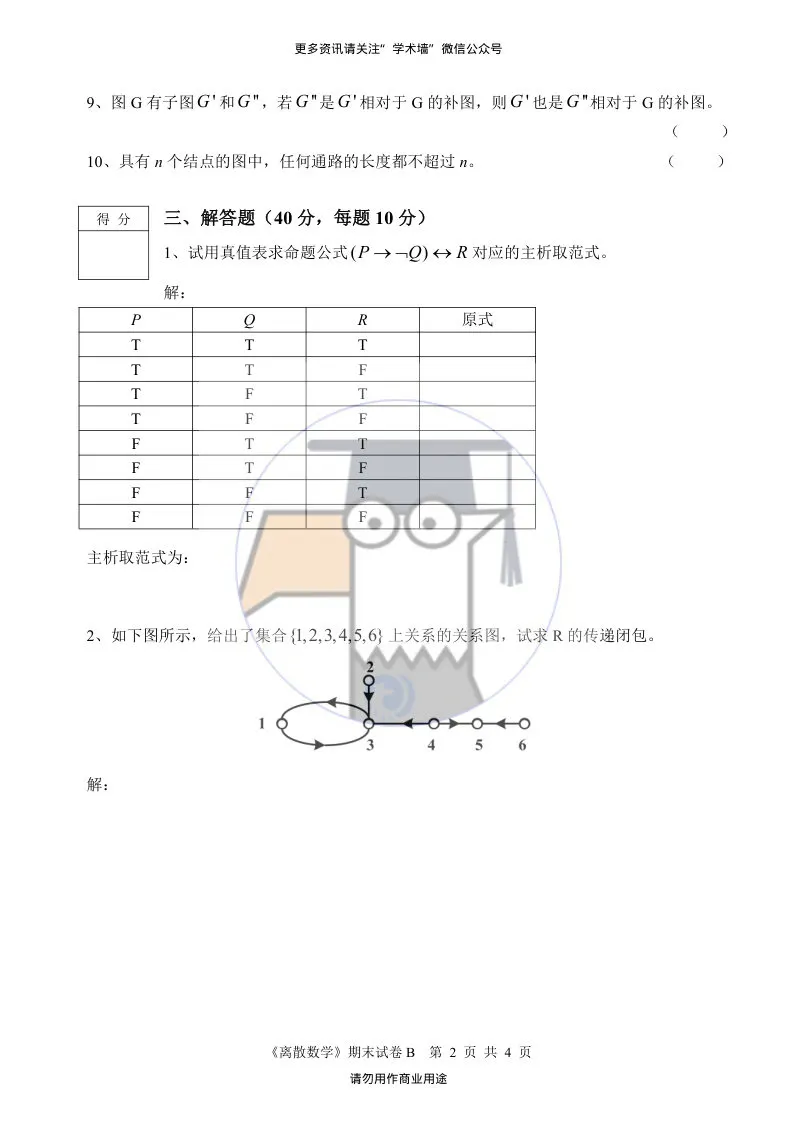 更多资讯请关注“学术墙”微信公众号
9、图 G 有子图 G' 和 G''，若 G'' 是 G' 相对于 G 的补图，则 G' 也是 G'' 相对于 G 的补图。
（ ）
10、具有 n 个结点的图中，任何通路的长度都不超过 n。 （ ）
得 分
三、解答题（40 分，每题 10 分）
1、试用真值表求命题公式 (P → ¬Q) ↔ R 对应的主析取范式。
解：
P Q R 原式
T T T
T T F
T F T
T F F
F T T
F T F
F F T
F F F
主析取范式为：
2、如下图所示，给出了集合{1,2,3,4,5,6} 上关系的关系图，试求 R 的传递闭包。
2
1
3 4 5 6
解：
《离散数学》期末试卷 B 第 2 页 共 4 页
请勿用作商业用途